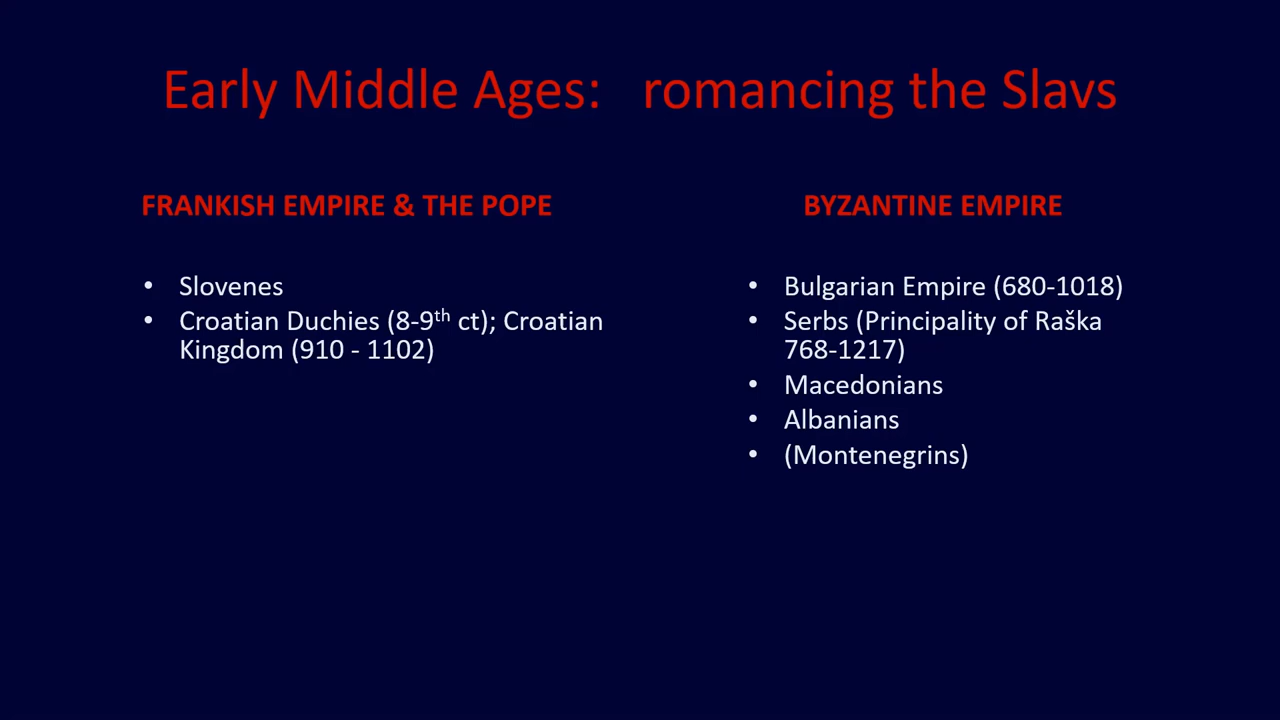 Early Middle Ages: romancing the Slavs
FRANKISH EMPIRE & THE POPE
• Slovenes
• Croatian Duchies (8-9th ct); Croatian
Kingdom (910 - 1102)
BYZANTINE EMPIRE
• Bulgarian Empire (680-1018)
• Serbs (Principality of Raška
768-1217)
• Macedonians
• Albanians
• (Montenegrins)